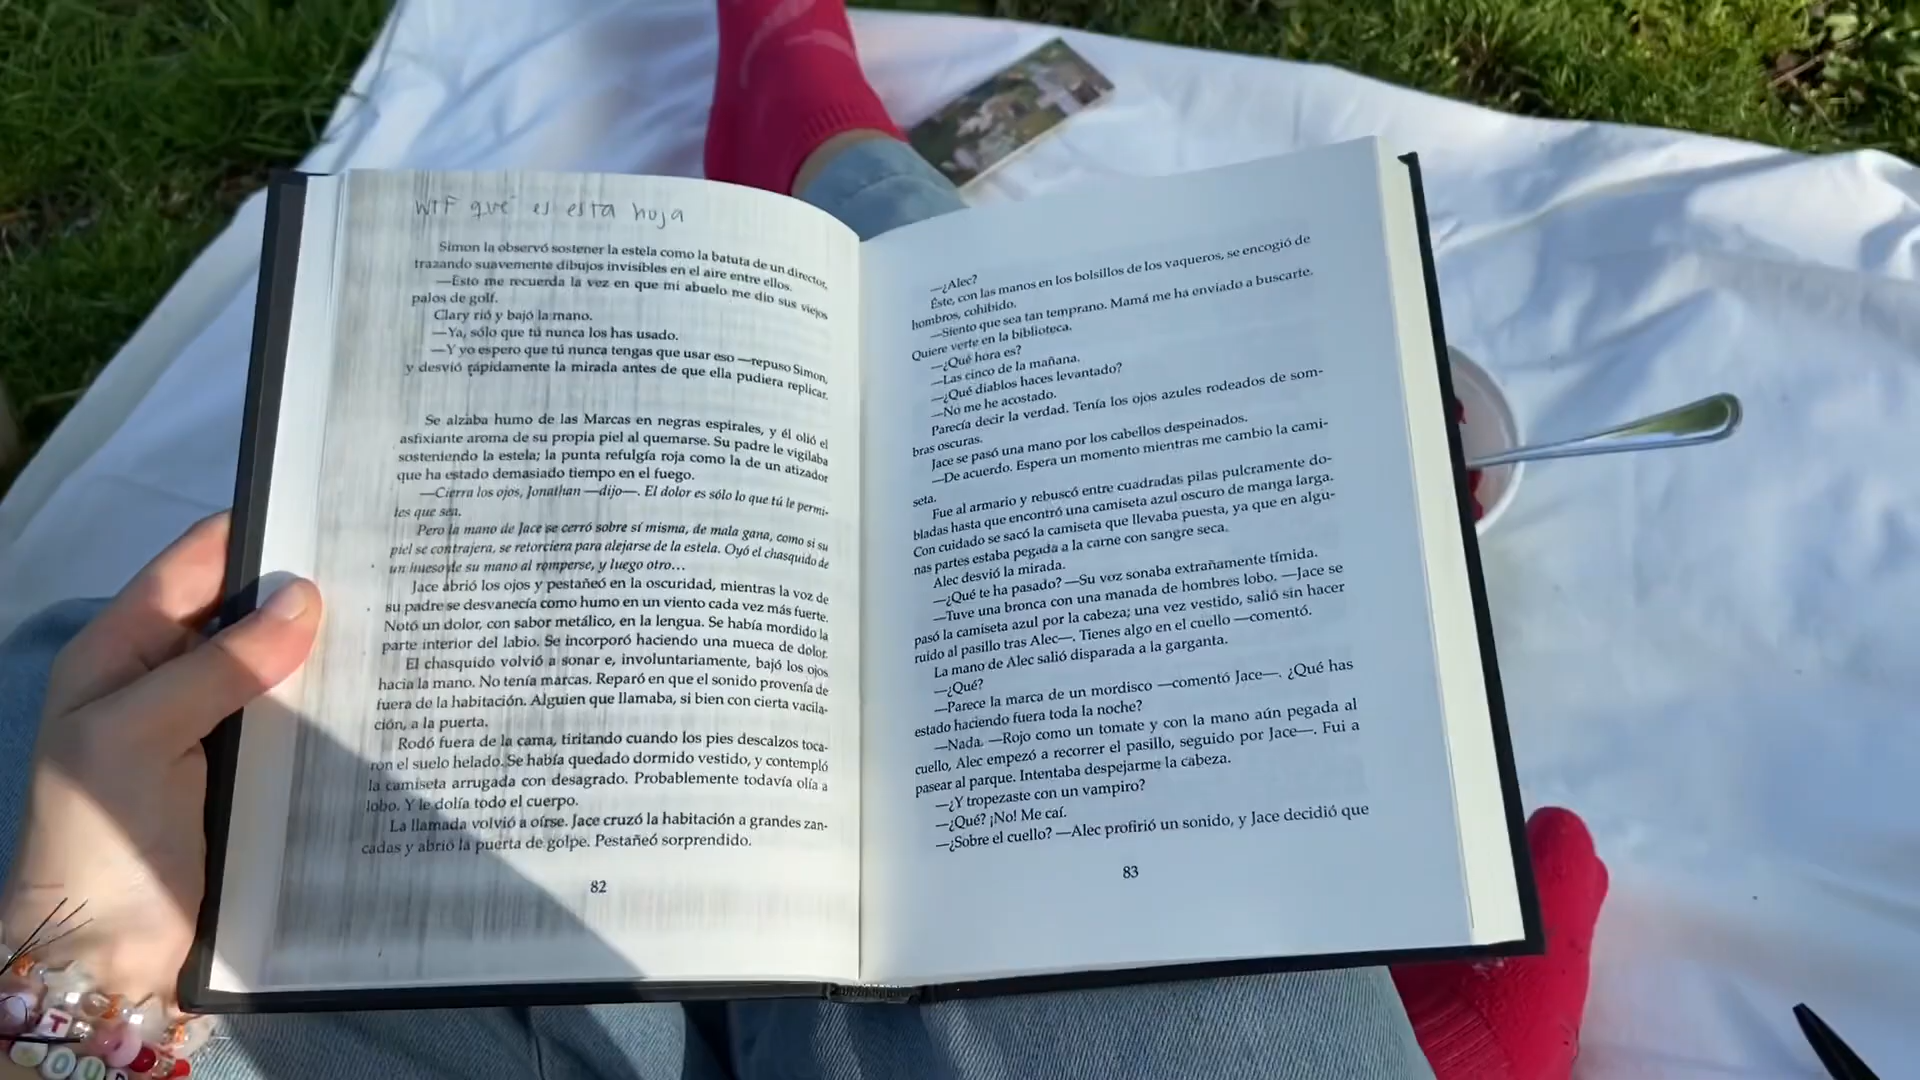 WTF qué es esta hoja
Simon la observó sostener la estela como la batuta de un director,
trazando suavemente dibujos invisibles en el aire entre ellos.
—Esto me recuerda la vez en que mi abuelo me dio sus viejos
palos de golf.
Clary rió y bajó la mano.
—Ya, sólo que tú nunca los has usado.
—Y yo espero que tú nunca tengas que usar eso —repuso Simon,
y desvió rápidamente la mirada antes de que ella pudiera replicar.
Se alzaba humo de las Marcas en negras espirales, y él olió el
asfixiante aroma de su propia piel al quemarse. Su padre le vigilaba
sosteniendo la estela; la punta refulgía roja como la de un atizador
que ha estado demasiado tiempo en el fuego.
—Cierra los ojos, Jonathan —dijo—. El dolor es sólo lo que tú le permi-
tes que sea.
Pero la mano de Jace se cerró sobre sí misma, de mala gana, como si su
piel se contrajera, se retorciera para alejarse de la estela. Oyó el chasquido de
un hueso de su mano al romperse, y luego otro…
Jace abrió los ojos y pestañeó en la oscuridad, mientras la voz de
su padre se desvanecía como humo en un viento cada vez más fuerte.
Notó un dolor, con sabor metálico, en la lengua. Se había mordido la
parte interior del labio. Se incorporó haciendo una mueca de dolor.
El chasquido volvió a sonar e, involuntariamente, bajó los ojos
hacia la mano. No tenía marcas. Reparó en que el sonido provenía de
fuera de la habitación. Alguien que llamaba, si bien con cierta vacila-
ción, a la puerta.
Rodó fuera de la cama, tiritando cuando los pies descalzos toca-
ron el suelo helado. Se había quedado dormido vestido, y contempló
la camiseta arrugada con desagrado. Probablemente todavía olía a
lobo. Y le dolía todo el cuerpo.
La llamada volvió a oírse. Jace cruzó la habitación a grandes zan-
cadas y abrió la puerta de golpe. Pestañeó sorprendido.
82
—¿Alec?
Éste, con las manos en los bolsillos de los vaqueros, se encogió de
hombros, cohibido.
—Siento que sea tan temprano. Mamá me ha enviado a buscarte.
Quiere verte en la biblioteca.
—¿Qué hora es?
—Las cinco de la mañana.
—¿Qué diablos haces levantado?
—No me he acostado.
Parecía decir la verdad. Tenía los ojos azules rodeados de som-
bras oscuras.
Jace se pasó una mano por los cabellos despeinados.
—De acuerdo. Espera un momento mientras me cambio la cami-
seta.
Fue al armario y rebuscó entre cuadradas pilas pulcramente do-
bladas hasta que encontró una camiseta azul oscuro de manga larga.
Con cuidado se sacó la camiseta que llevaba puesta, ya que en algu-
nas partes estaba pegada a la carne con sangre seca.
Alec desvió la mirada.
—¿Qué te ha pasado? —Su voz sonaba extrañamente tímida.
—Tuve una bronca con una manada de hombres lobo. —Jace se
pasó la camiseta azul por la cabeza; una vez vestido, salió sin hacer
ruido al pasillo tras Alec—. Tienes algo en el cuello —comentó.
La mano de Alec salió disparada a la garganta.
—¿Qué?
—Parece la marca de un mordisco —comentó Jace—. ¿Qué has
estado haciendo fuera toda la noche?
—Nada. —Rojo como un tomate y con la mano aún pegada al
cuello, Alec empezó a recorrer el pasillo, seguido por Jace—. Fui a
pasear al parque. Intentaba despejarme la cabeza.
—¿Y tropezaste con un vampiro?
—¿Qué? ¡No! Me caí.
—¿Sobre el cuello? —Alec profirió un sonido, y Jace decidió que
83
T
OUR